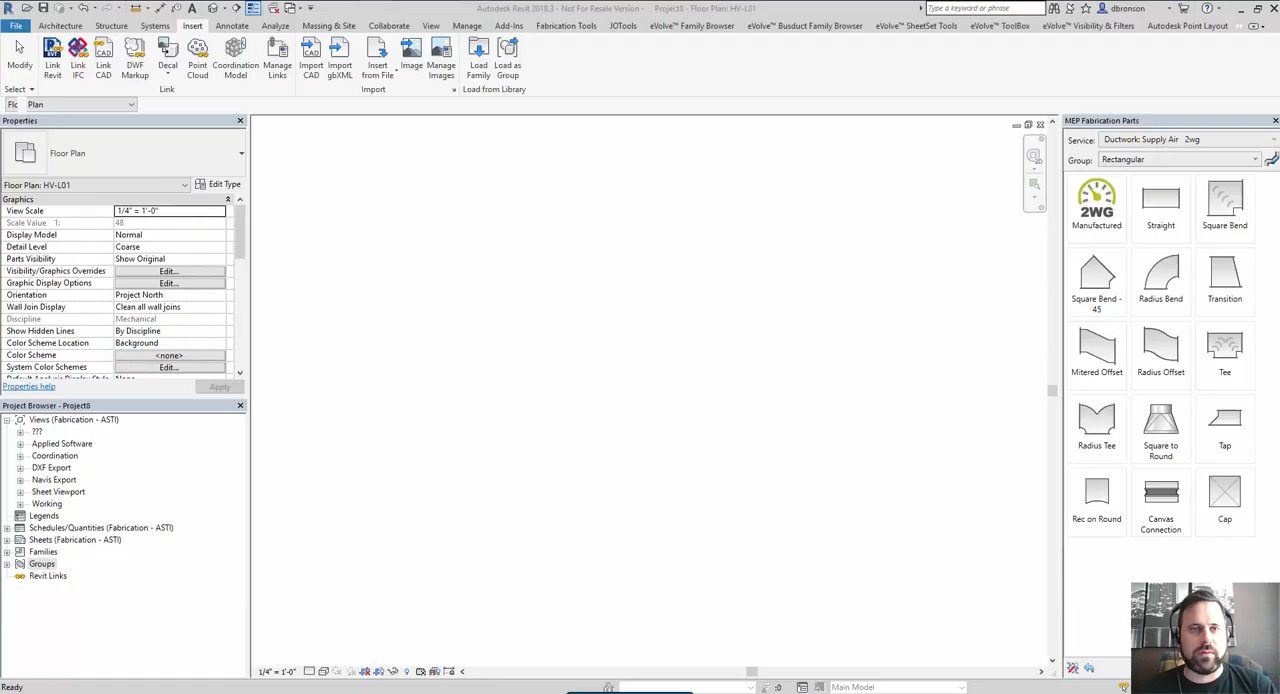 Autodesk Revit 2018.3 - Not For Resale Version - Project8 - Floor Plan: HV-L01
Type a keyword or phrase
dbronson
File
Architecture
Structure
Systems
Insert
Annotate
Analyze
Massing & Site
Collaborate
View
Manage
Add-Ins
Fabrication Tools
JOTools
eVolve™ Family Browser
eVolve™ Busduct Family Browser
eVolve™ SheetSet Tools
eVolve™ ToolBox
eVolve™ Visibility & Filters
Autodesk Point Layout
Modify
Link Revit
Link IFC
Link CAD
DWF Markup
Decal
Point Cloud
Coordination Model
Manage Links
Import CAD
Import gbXML
Insert from File
Image
Manage Images
Load Family
Load as Group
Select
Link
Import
Load from Library
Flc
Plan
Properties
Floor Plan
Floor Plan: HV-L01
Edit Type
Graphics
View Scale 1/4" = 1'-0"
Scale Value 1: 48
Display Model Normal
Detail Level Coarse
Parts Visibility Show Original
Visibility/Graphics Overrides Edit...
Graphic Display Options Edit...
Orientation Project North
Wall Join Display Clean all wall joins
Discipline Mechanical
Show Hidden Lines By Discipline
Color Scheme Location Background
Color Scheme <none>
System Color Schemes Edit...
Properties help
Apply
Project Browser - Project8
Views (Fabrication - ASTI)
???
Applied Software
Coordination
DXF Export
Navis Export
Sheet Viewport
Working
Legends
Schedules/Quantities (Fabrication - ASTI)
Sheets (Fabrication - ASTI)
Families
Groups
Revit Links
MEP Fabrication Parts
Service: Ductwork: Supply Air 2wg
Group: Rectangular
2WG
Manufactured
Straight
Square Bend
Square Bend - 45
Radius Bend
Transition
Mitered Offset
Radius Offset
Tee
Radius Tee
Square to Round
Tap
Rec on Round
Canvas Connection
Cap
1/4" = 1'-0"
Ready
:0
Main Model